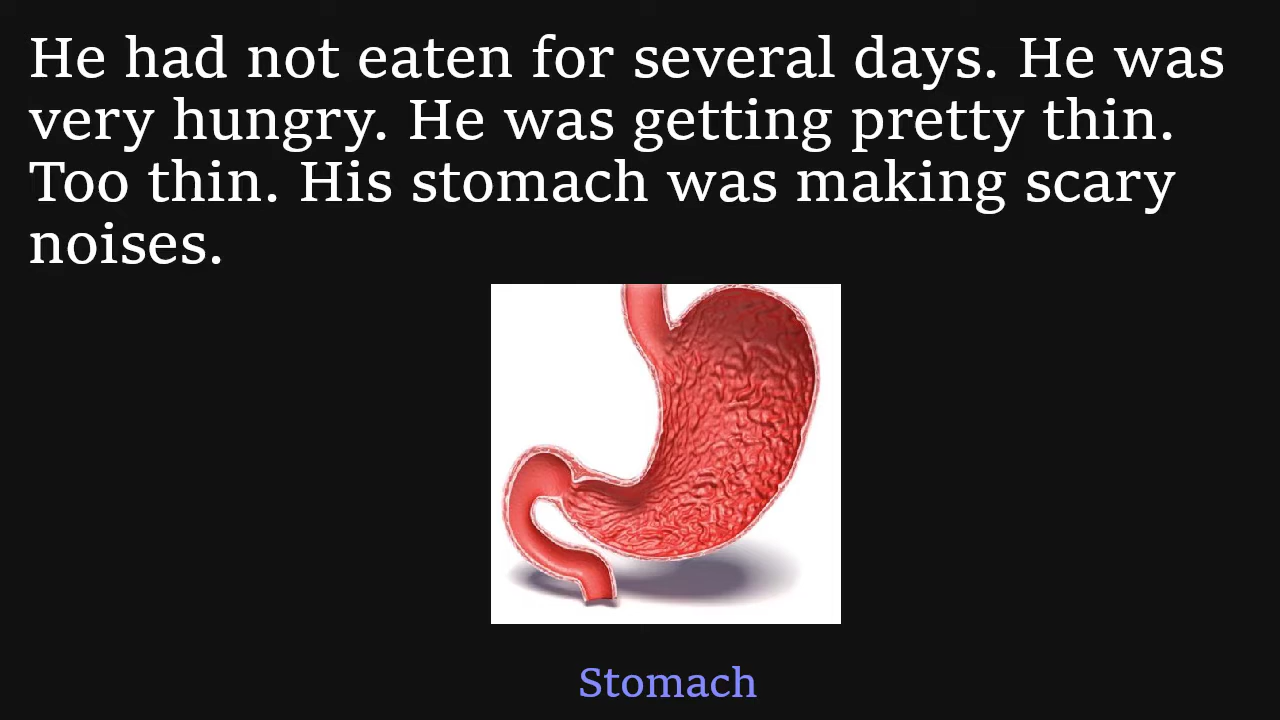 He had not eaten for several days. He was
very hungry. He was getting pretty thin.
Too thin. His stomach was making scary
noises.
Stomach